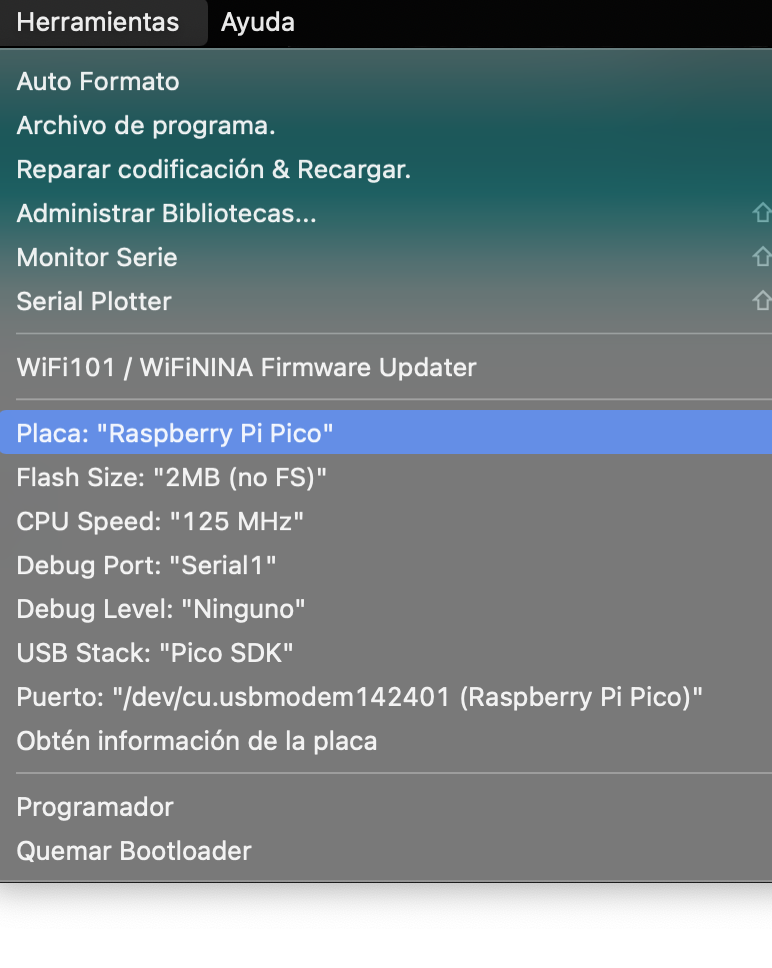 Herramientas Ayuda
Auto Formato
Archivo de programa.
Reparar codificación & Recargar.
Administrar Bibliotecas...
Monitor Serie
Serial Plotter
WiFi101 / WiFiNINA Firmware Updater
Placa: "Raspberry Pi Pico"
Flash Size: "2MB (no FS)"
CPU Speed: "125 MHz"
Debug Port: "Serial1"
Debug Level: "Ninguno"
USB Stack: "Pico SDK"
Puerto: "/dev/cu.usbmodem142401 (Raspberry Pi Pico)"
Obtén información de la placa
Programador
Quemar Bootloader